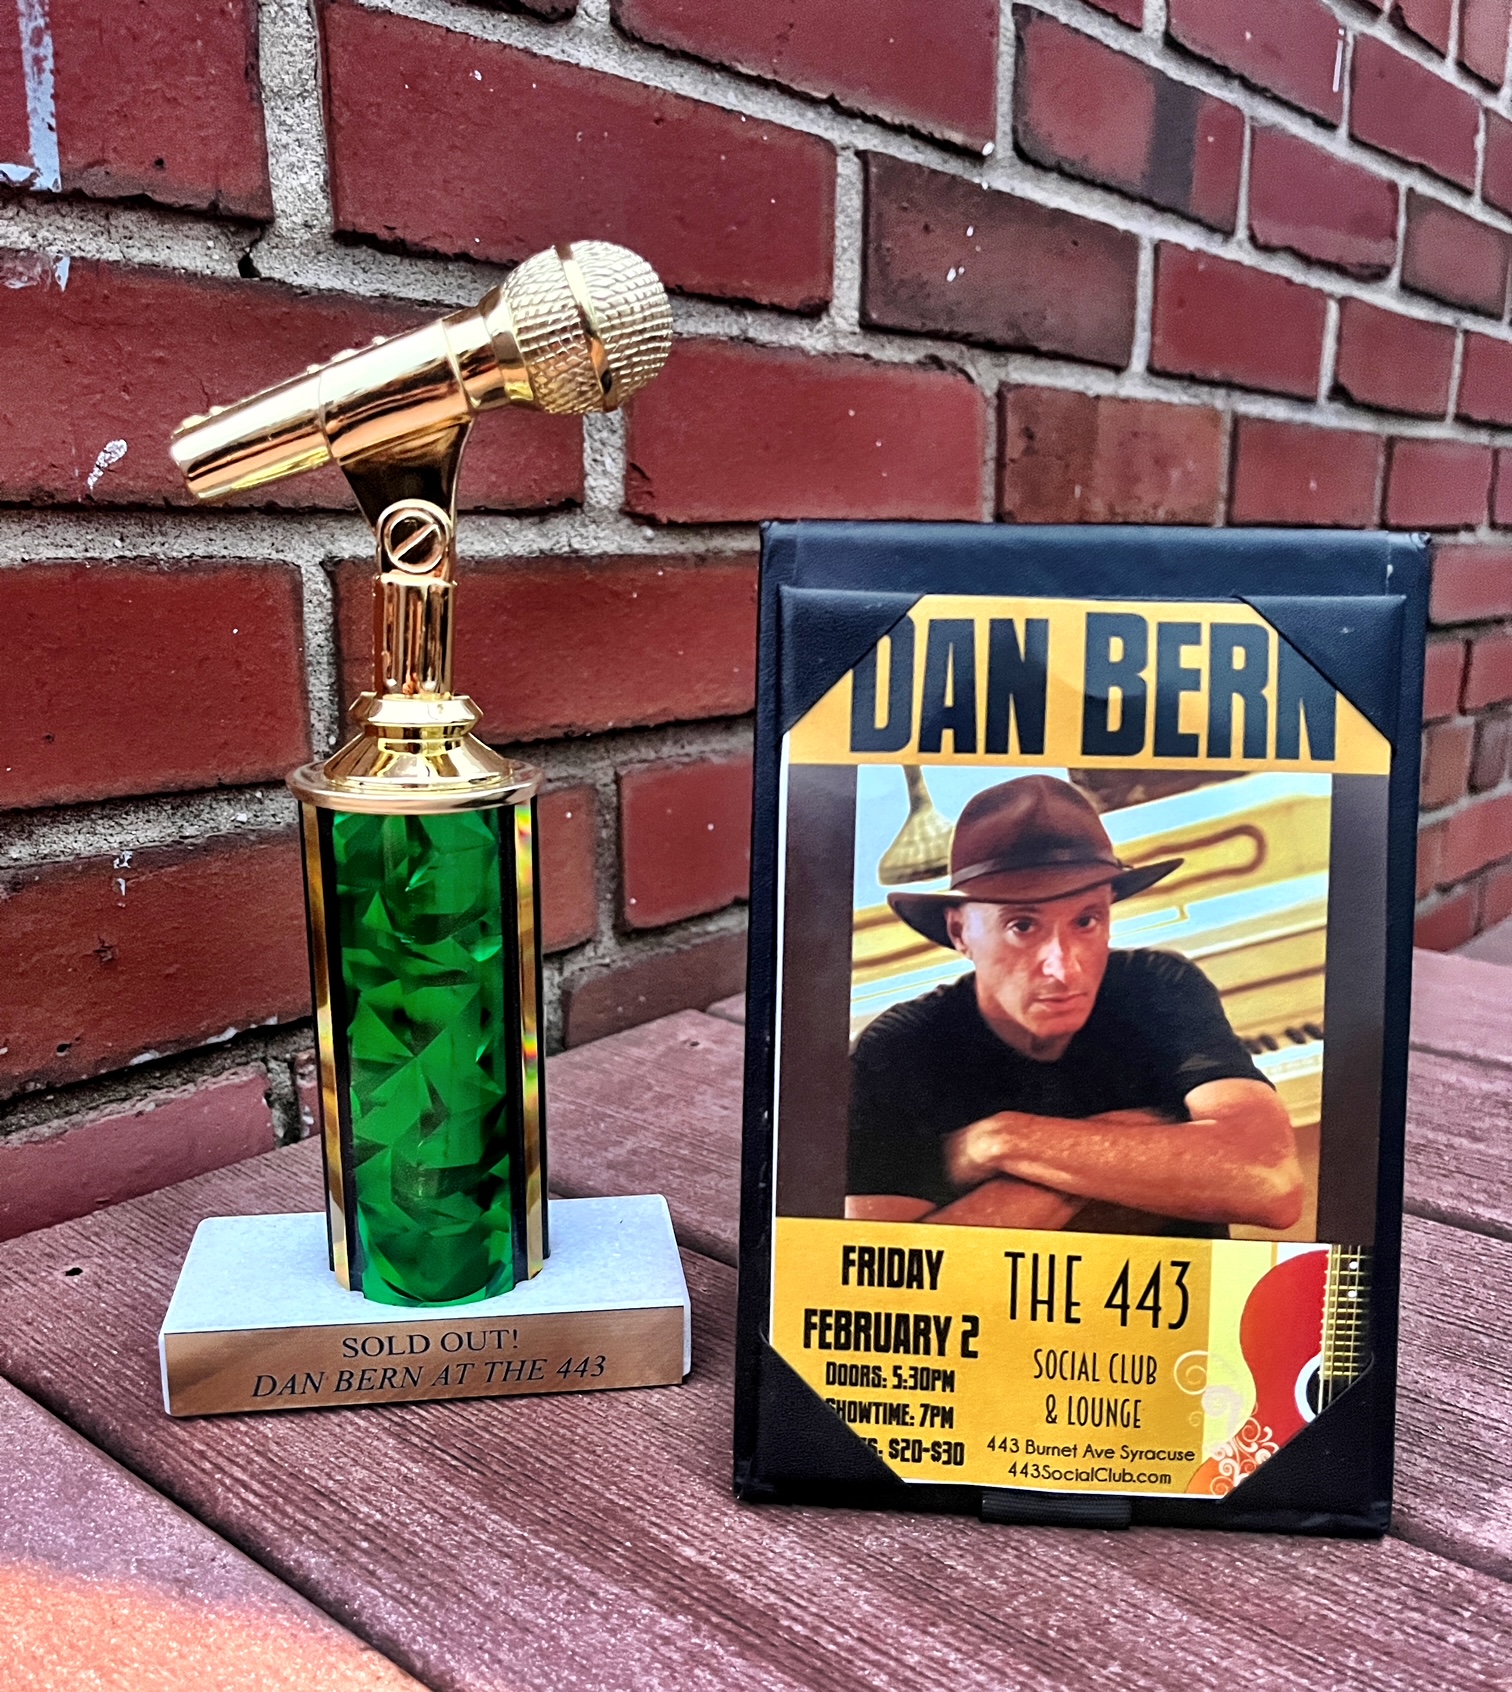 SOLD OUT!
DAN BERN AT THE 443
DAN BERN
FRIDAY
FEBRUARY 2
DOORS: 5:30PM
SHOWTIME: 7PM
$20-$30
THE 443
SOCIAL CLUB
& LOUNGE
443 Burnet Ave Syracuse
443SocialClub.com